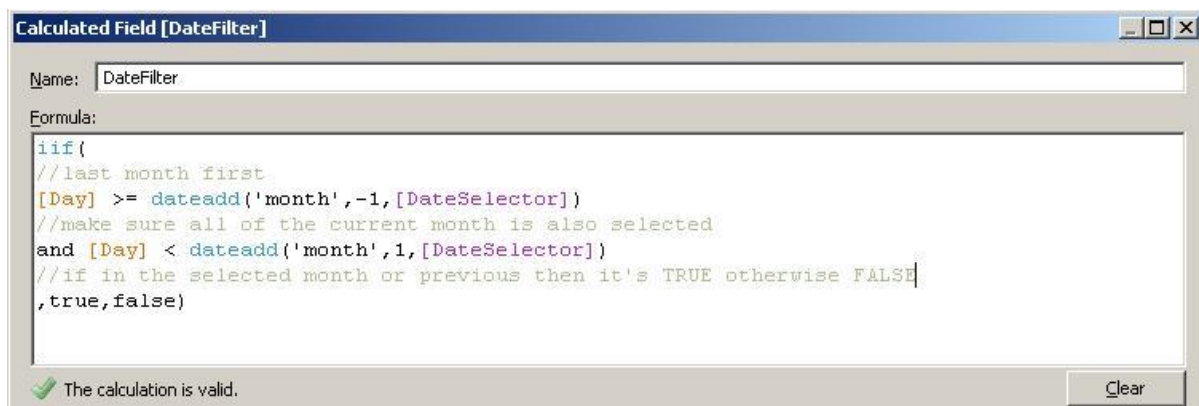 Calculated Field [DateFilter]
Name: DateFilter
Formula:
iif(
//last month first
[Day] >= dateadd('month',-1,[DateSelector])
//make sure all of the current month is also selected
and [Day] < dateadd('month',1,[DateSelector])
//if in the selected month or previous then it's TRUE otherwise FALSE
,true,false)
The calculation is valid.
Clear